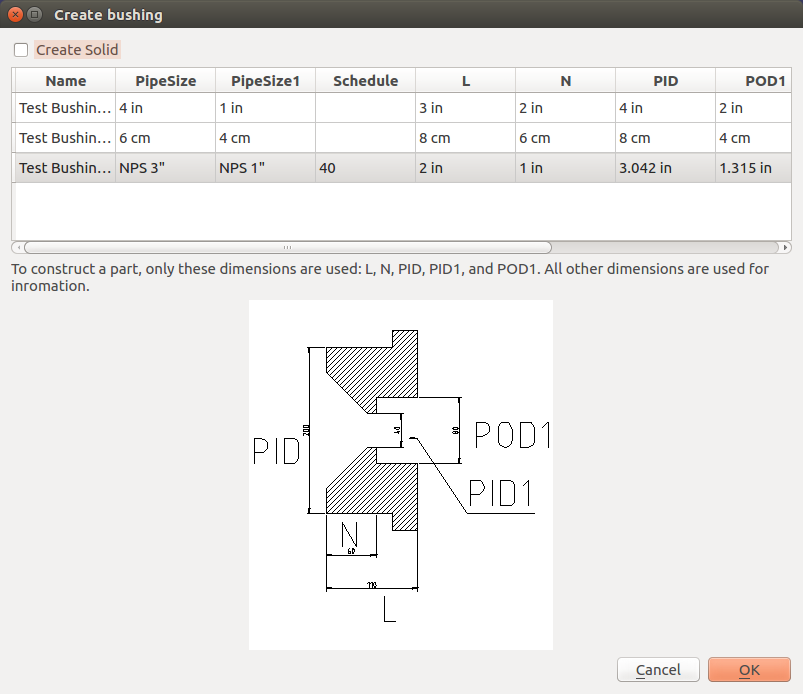 Create bushing
Create Solid
Name PipeSize PipeSize1 Schedule L N PID POD1
Test Bushin... 4 in 1 in 3 in 2 in 4 in 2 in
Test Bushin... 6 cm 4 cm 8 cm 6 cm 8 cm 4 cm
Test Bushin... NPS 3" NPS 1" 40 2 in 1 in 3.042 in 1.315 in
To construct a part, only these dimensions are used: L, N, PID, PID1, and POD1. All other dimensions are used for
inromation.
PID
200
40
80
POD1
PID1
N
60
110
L
Cancel
OK